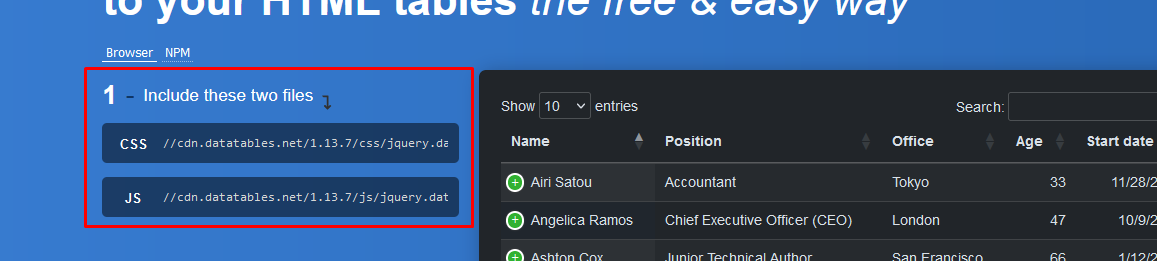 to your HTML tables the free & easy way
Browser NPM
1 – Include these two files
CSS //cdn.datatables.net/1.13.7/css/jquery.da
JS //cdn.datatables.net/1.13.7/js/jquery.dat
Show 10 entries Search:
Name Position Office Age Start date
Airi Satou Accountant Tokyo 33 11/28/2
Angelica Ramos Chief Executive Officer (CEO) London 47 10/9/2
Ashton Cox Junior Technical Author San Francisco 66 1/12/2